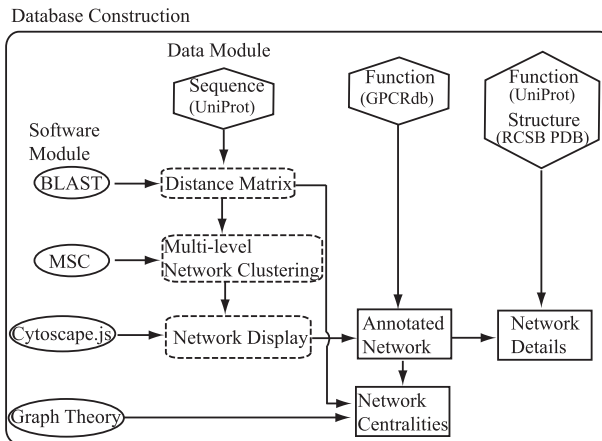 Database Construction
Data Module
Sequence
(UniProt)
Function
(GPCRdb)
Function
(UniProt)
Structure
(RCSB PDB)
Software
Module
BLAST
Distance Matrix
MSC
Multi-level
Network Clustering
Cytoscape.js
Network Display
Annotated
Network
Network
Details
Graph Theory
Network
Centralities